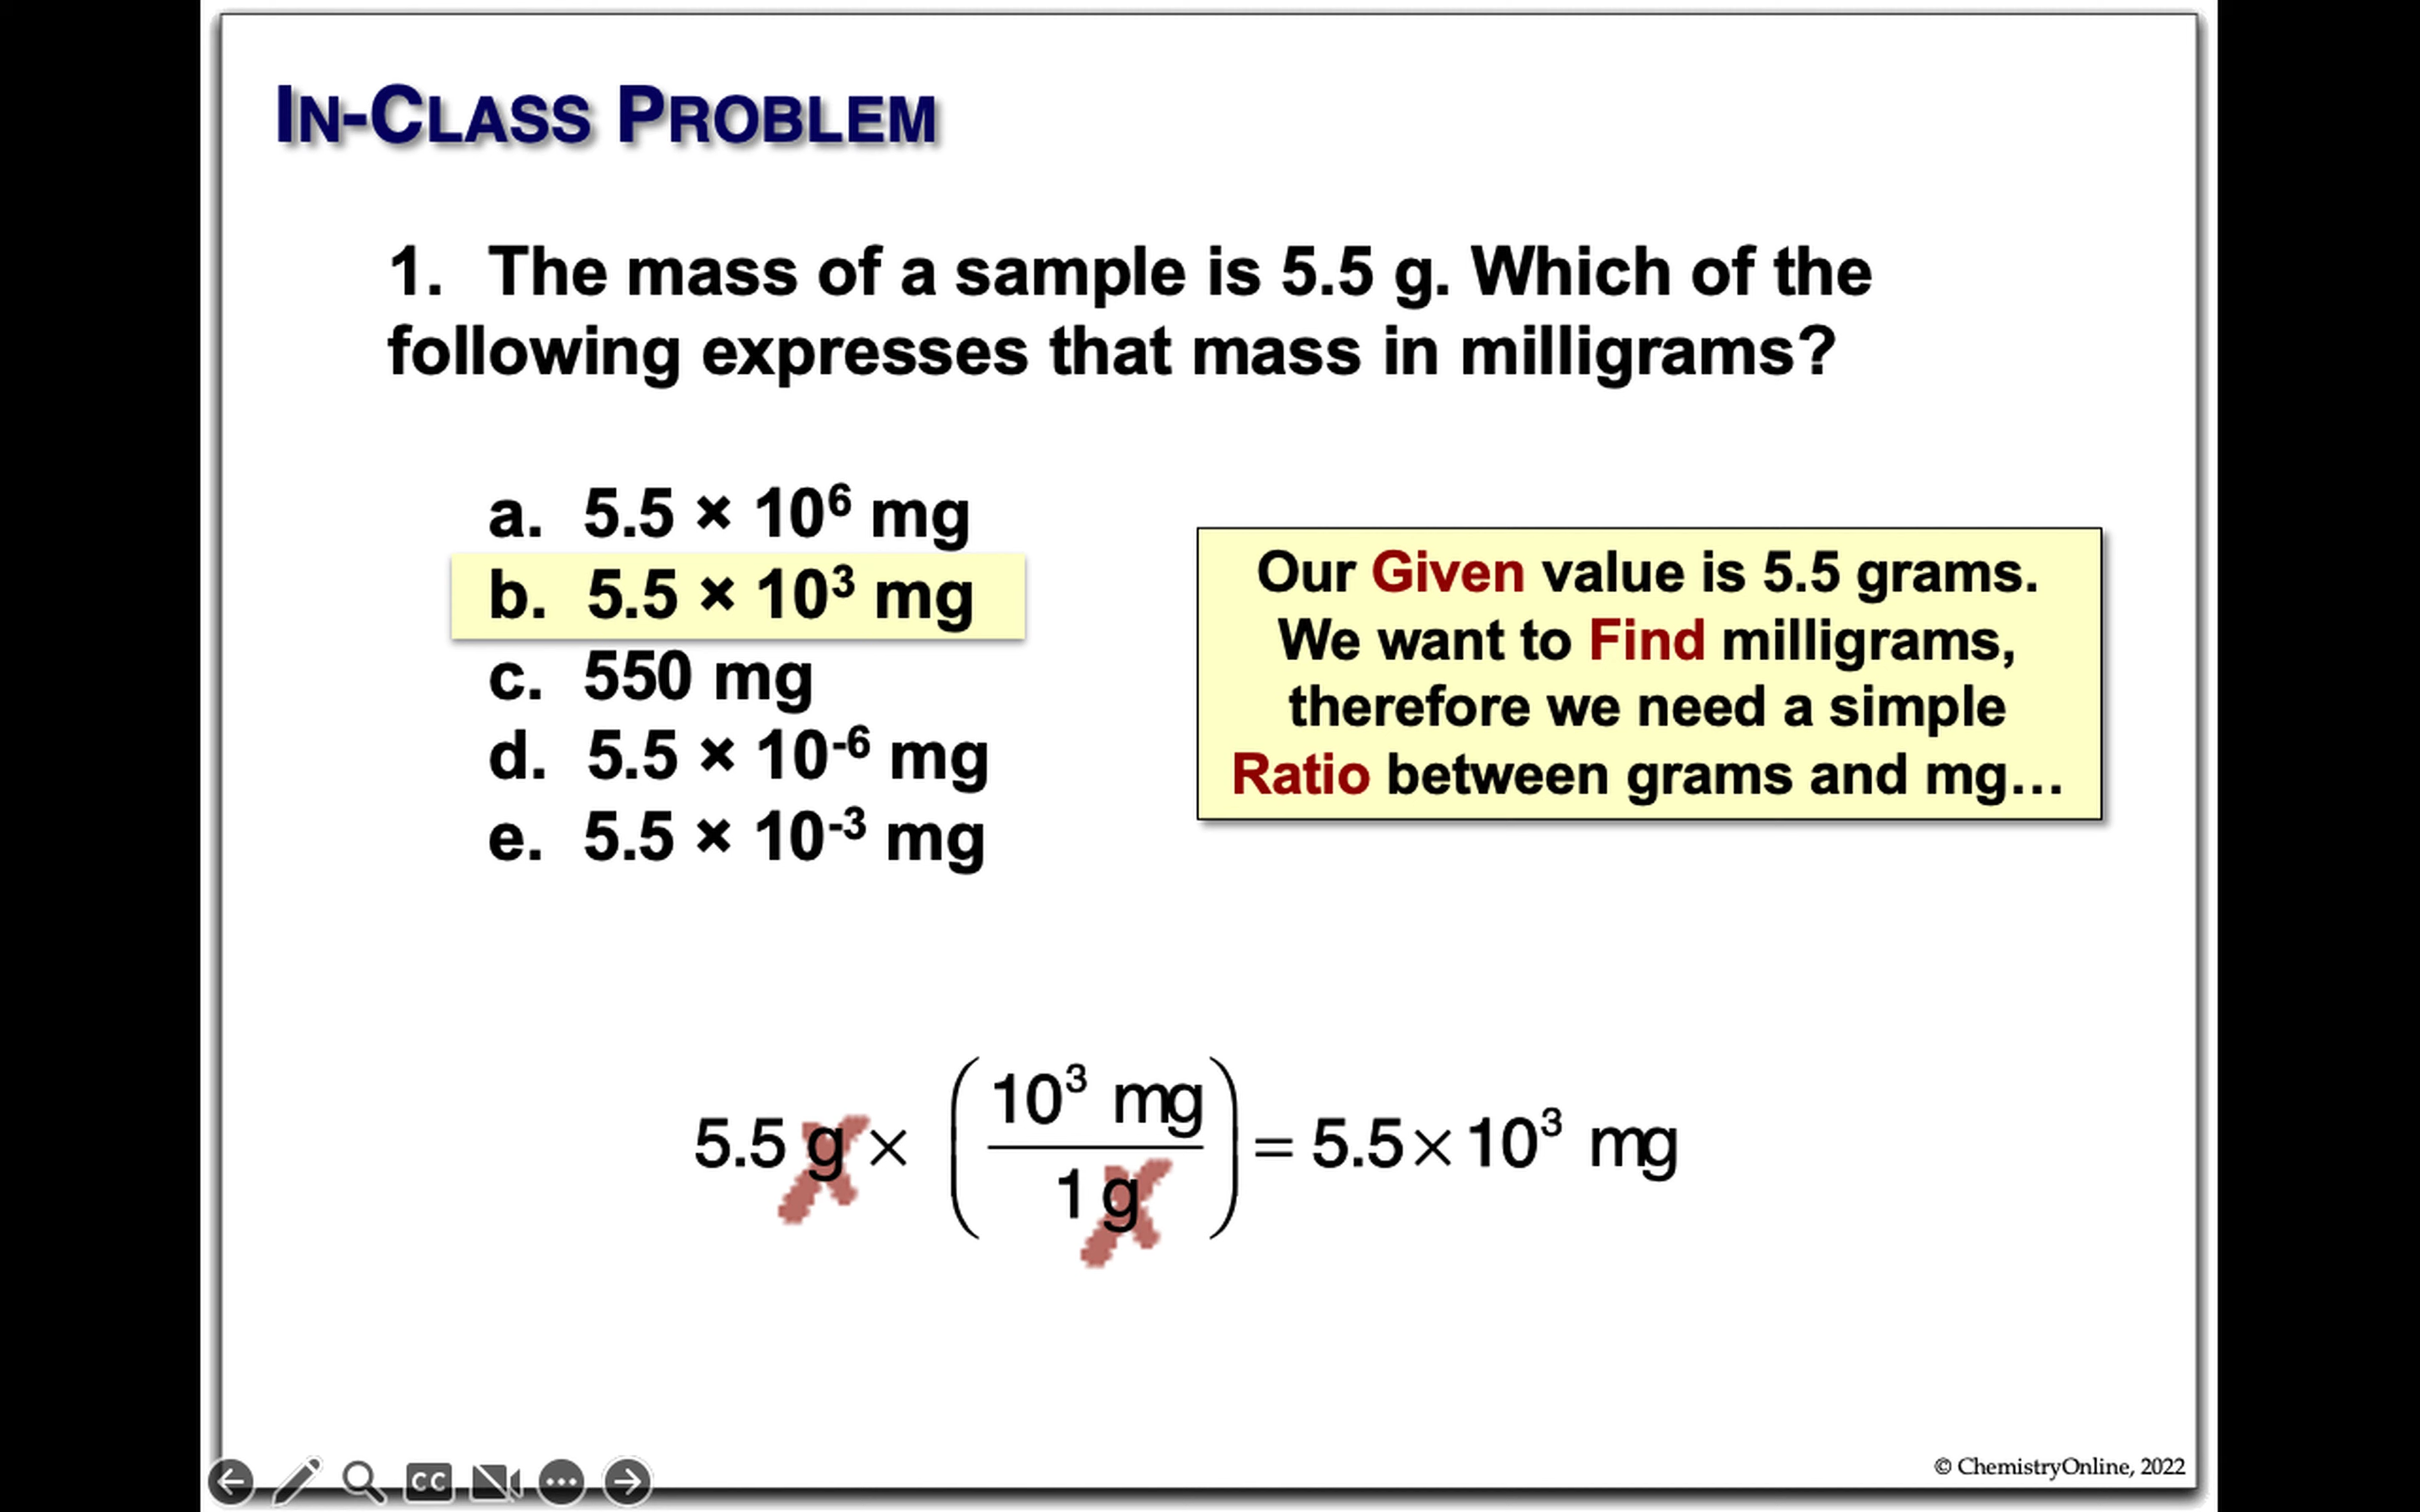 IN-CLASS PROBLEM
1. The mass of a sample is 5.5 g. Which of the
following expresses that mass in milligrams?
a. 5.5 × 10⁶ mg
b. 5.5 × 10³ mg
c. 550 mg
d. 5.5 × 10⁻⁶ mg
e. 5.5 × 10⁻³ mg
Our Given value is 5.5 grams.
We want to Find milligrams,
therefore we need a simple
Ratio between grams and mg...
5.5 g × (10³ mg / 1 g) = 5.5 × 10³ mg
CC
© ChemistryOnline, 2022